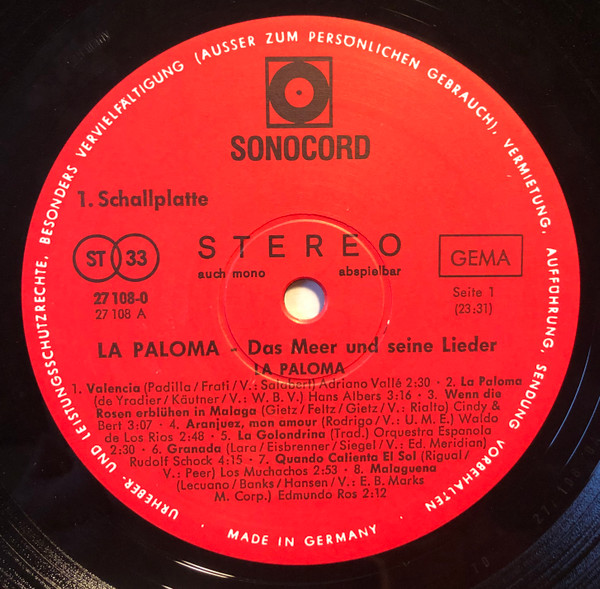 URHEBER- UND LEISTUNGSSCHUTZRECHTE, BESONDERS VERVIELFÄLTIGUNG (AUSSER ZUM PERSÖNLICHEN GEBRAUCH), VERMIETUNG, AUFFÜHRUNG, SENDUNG VORBEHALTEN
SONOCORD
1. Schallplatte
ST 33
STEREO
auch mono abspielbar
GEMA
27 108-0
27 108 A
Seite 1
(23:31)
LA PALOMA - Das Meer und seine Lieder
LA PALOMA
1. Valencia (Padilla / Frati / V.: Salabert) Adriano Vallé 2:30 · 2. La Paloma
(de Yradier / Käutner / V.: W. B. V.) Hans Albers 3:16 · 3. Wenn die
Rosen erblühen in Malaga (Gietz / Feltz / Gietz / V.: Rialto) Cindy &
Bert 3:07 · 4. Aranjuez, mon amour (Rodrigo / V.: U. M. E.) Waldo
de Los Rios 2:48 · 5. La Golondrina (Trad.) Orquestra Espanola
2:30 · 6. Granada (Lara / Eisbrenner / Siegel / V.: Ed. Meridian)
Rudolf Schock 4:15 · 7. Quando Calienta El Sol (Rigual /
V.: Peer) Los Muchachos 2:53 · 8. Malaguena
(Lecuano / Banks / Hansen / V.: E. B. Marks
M. Corp.) Edmundo Ros 2:12
· MADE IN GERMANY ·